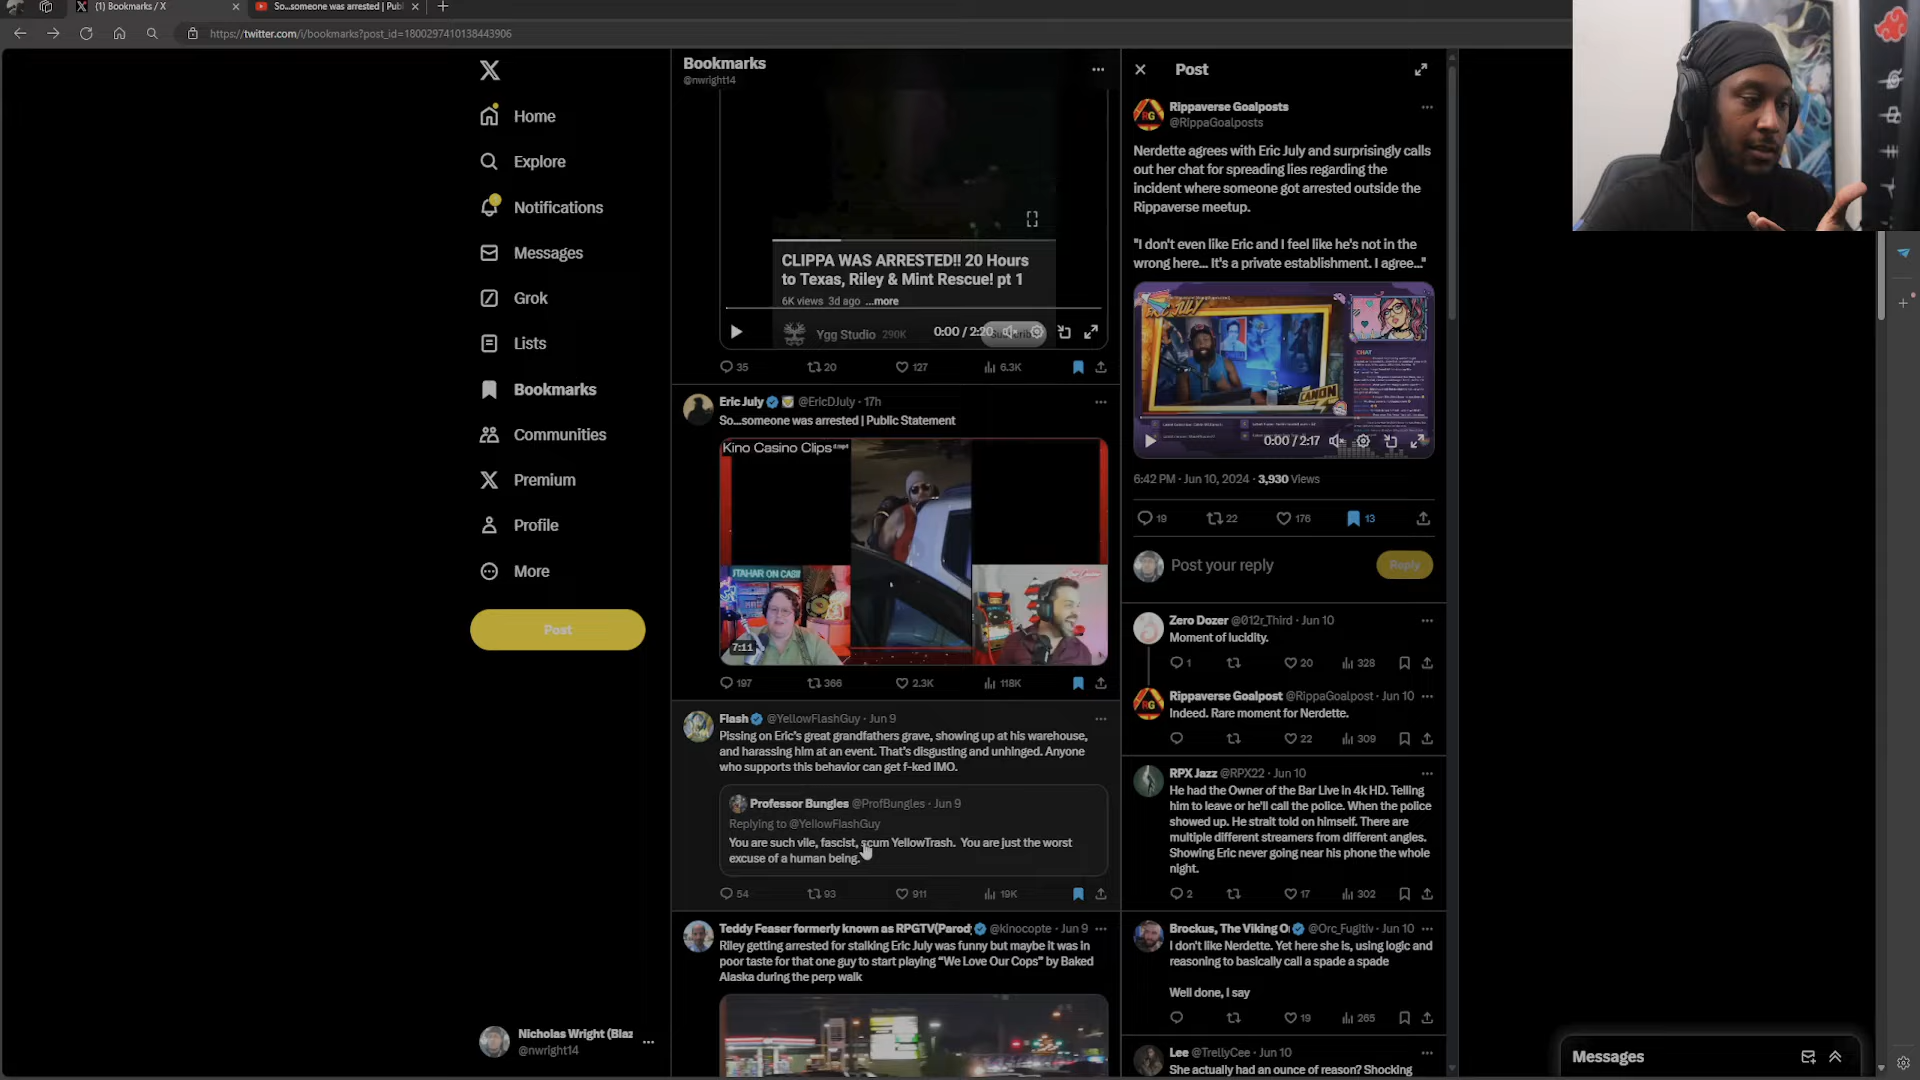 (1) Bookmarks / X
So...someone was arrested | Publ
https://twitter.com/i/bookmarks?post_id=1800297410138443906
Home
Explore
Notifications
Messages
Grok
Lists
Bookmarks
Communities
Premium
Profile
More
Post
Nicholas Wright (Blaz
@nwright14
Bookmarks
@nwright14
CLIPPA WAS ARRESTED!! 20 Hours
to Texas, Riley & Mint Rescue! pt 1
6K views 3d ago ...more
Ygg Studio 290K
0:00 / 2:20
35 20 127 6.3K
Eric July @EricDJuly · 17h
So...someone was arrested | Public Statement
Kino Casino Clips
7:11
197 366 2.3K 118K
Flash @YellowFlashGuy · Jun 9
Pissing on Eric's great grandfathers grave, showing up at his warehouse,
and harassing him at an event. That's disgusting and unhinged. Anyone
who supports this behavior can get f-ked IMO.
Professor Bungles @ProfBungles · Jun 9
Replying to @YellowFlashGuy
You are such vile, fascist, scum YellowTrash. You are just the worst
excuse of a human being.
54 93 911 19K
Teddy Feaser formerly known as RPGTV(Parod @kinocopte · Jun 9
Riley getting arrested for stalking Eric July was funny but maybe it was in
poor taste for that one guy to start playing “We Love Our Cops” by Baked
Alaska during the perp walk
Post
Rippaverse Goalposts
@RippaGoalposts
Nerdette agrees with Eric July and surprisingly calls
out her chat for spreading lies regarding the
incident where someone got arrested outside the
Rippaverse meetup.
"I don't even like Eric and I feel like he's not in the
wrong here... It's a private establishment. I agree..."
ERIC JULY
CHAT
CANON
0:00 / 2:17
6:42 PM · Jun 10, 2024 · 3,930 Views
19 22 176 13
Post your reply
Reply
Zero Dozer @012r_Third · Jun 10
Moment of lucidity.
1 20 328
Rippaverse Goalpost @RippaGoalpost · Jun 10
Indeed. Rare moment for Nerdette.
22 309
RPX Jazz @RPX22 · Jun 10
He had the Owner of the Bar Live in 4k HD. Telling
him to leave or he'll call the police. When the police
showed up. He strait told on himself. There are
multiple different streamers from different angles.
Showing Eric never going near his phone the whole
night.
2 17 302
Brockus, The Viking O @Orc_Fugitiv · Jun 10
I don't like Nerdette. Yet here she is, using logic and
reasoning to basically call a spade a spade
Well done, I say
19 265
Lee @TrellyCee · Jun 10
She actually had an ounce of reason? Shocking
Messages